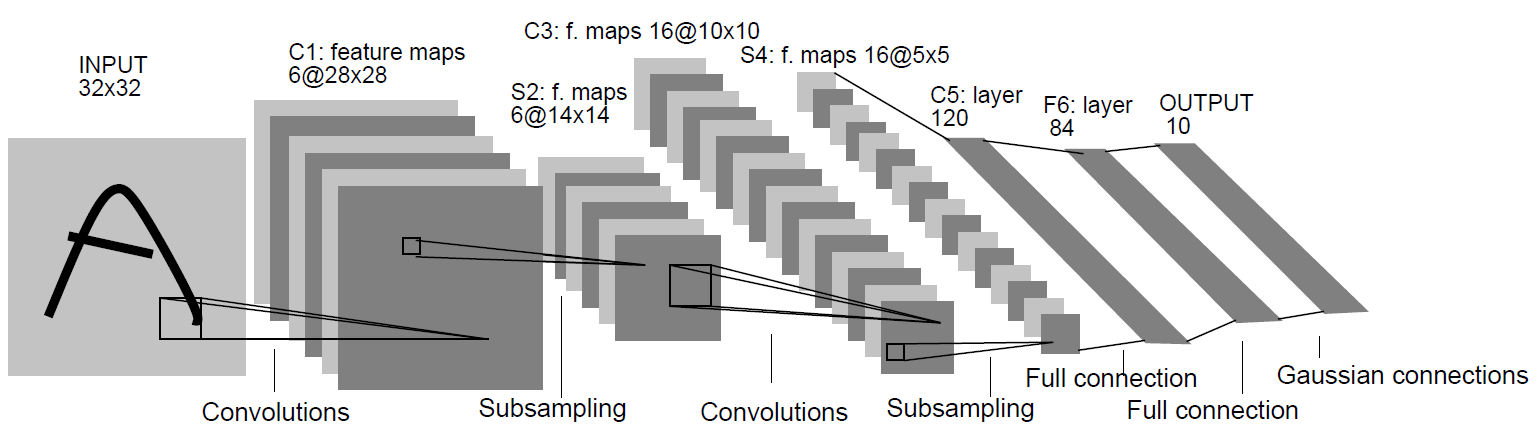 INPUT
32x32
C1: feature maps
6@28x28
S2: f. maps
6@14x14
C3: f. maps 16@10x10
S4: f. maps 16@5x5
C5: layer
120
F6: layer
84
OUTPUT
10
Convolutions
Subsampling
Convolutions
Subsampling
Full connection
Full connection
Gaussian connections